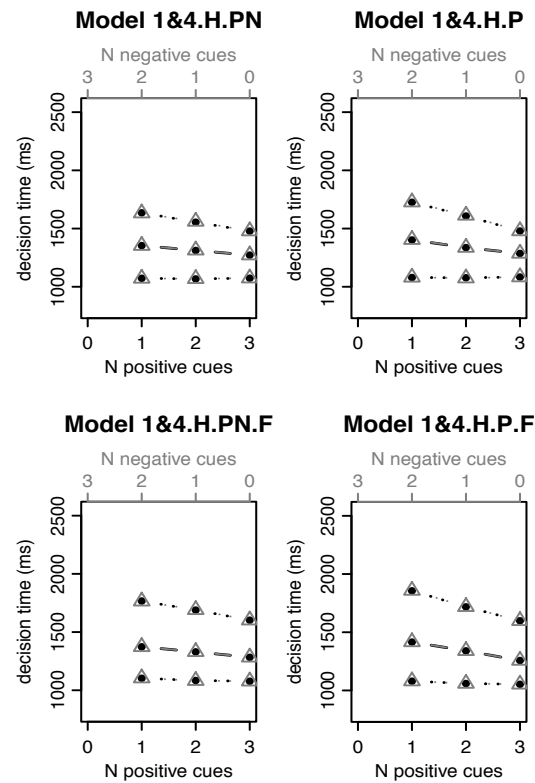 Model 1&4.H.PN
N negative cues
3 2 1 0
decision time (ms)
1000 1500 2000 2500
0 1 2 3
N positive cues
Model 1&4.H.P
N negative cues
3 2 1 0
decision time (ms)
1000 1500 2000 2500
0 1 2 3
N positive cues
Model 1&4.H.PN.F
N negative cues
3 2 1 0
decision time (ms)
1000 1500 2000 2500
0 1 2 3
N positive cues
Model 1&4.H.P.F
N negative cues
3 2 1 0
decision time (ms)
1000 1500 2000 2500
0 1 2 3
N positive cues